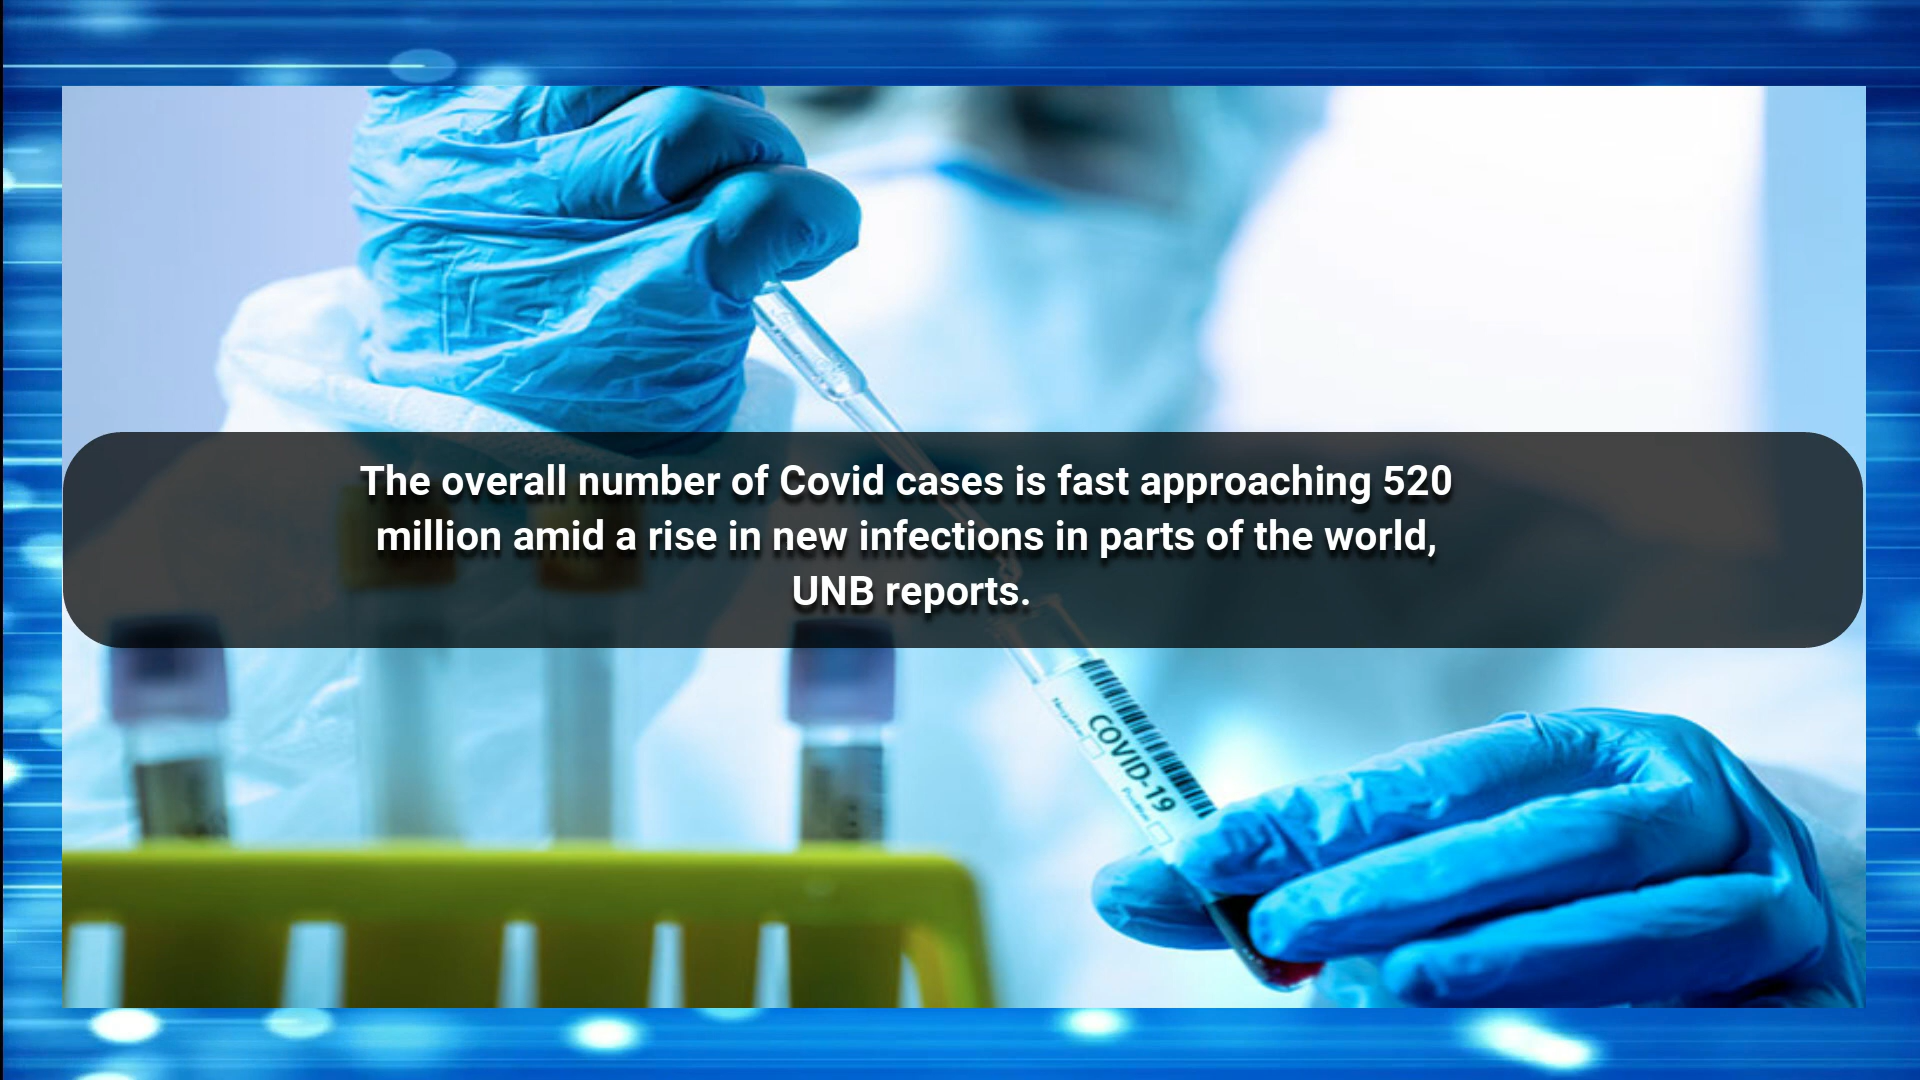 The overall number of Covid cases is fast approaching 520
million amid a rise in new infections in parts of the world,
UNB reports.
COVID-19